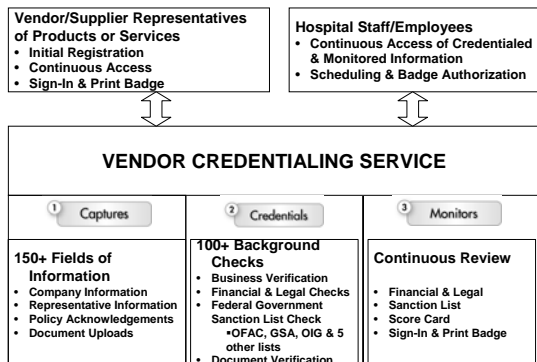 Vendor/Supplier Representatives
of Products or Services
• Initial Registration
• Continuous Access
• Sign-In & Print Badge
Hospital Staff/Employees
• Continuous Access of Credentialed
& Monitored Information
• Scheduling & Badge Authorization
VENDOR CREDENTIALING SERVICE
1 Captures
2 Credentials
3 Monitors
150+ Fields of
Information
• Company Information
• Representative Information
• Policy Acknowledgements
• Document Uploads
100+ Background
Checks
• Business Verification
• Financial & Legal Checks
• Federal Government
Sanction List Check
▪OFAC, GSA, OIG & 5
other lists
• Document Verification
Continuous Review
• Financial & Legal
• Sanction List
• Score Card
• Sign-In & Print Badge